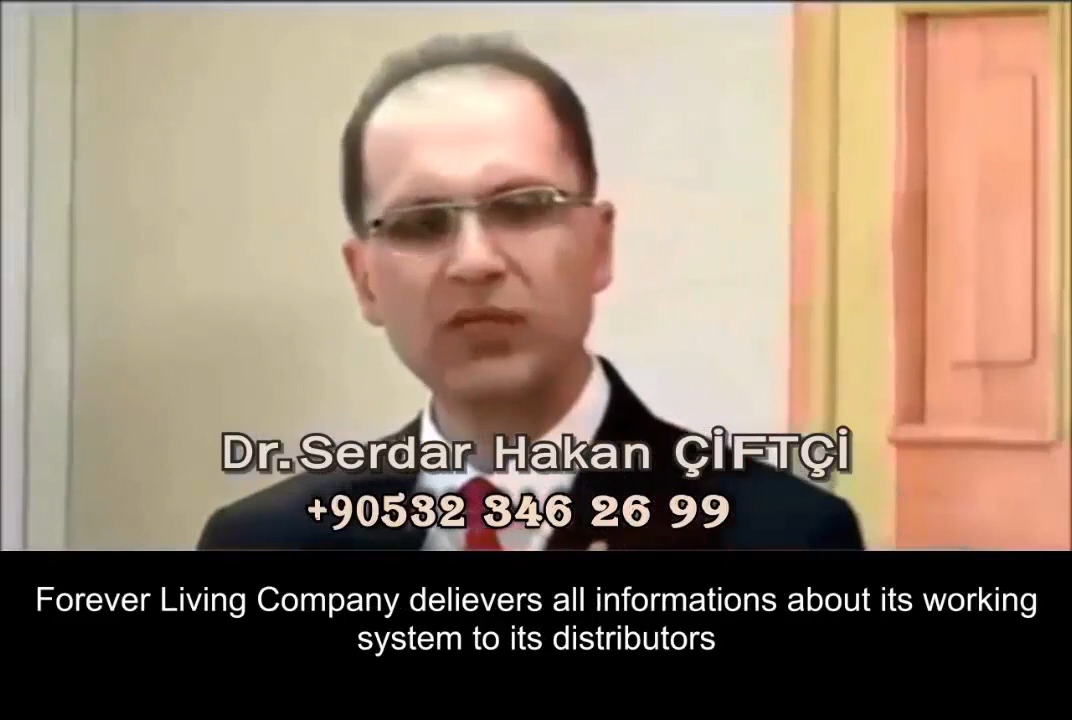 Dr.Serdar Hakan ÇİFTÇİ
+90532 346 26 99
Forever Living Company delievers all informations about its working
system to its distributors